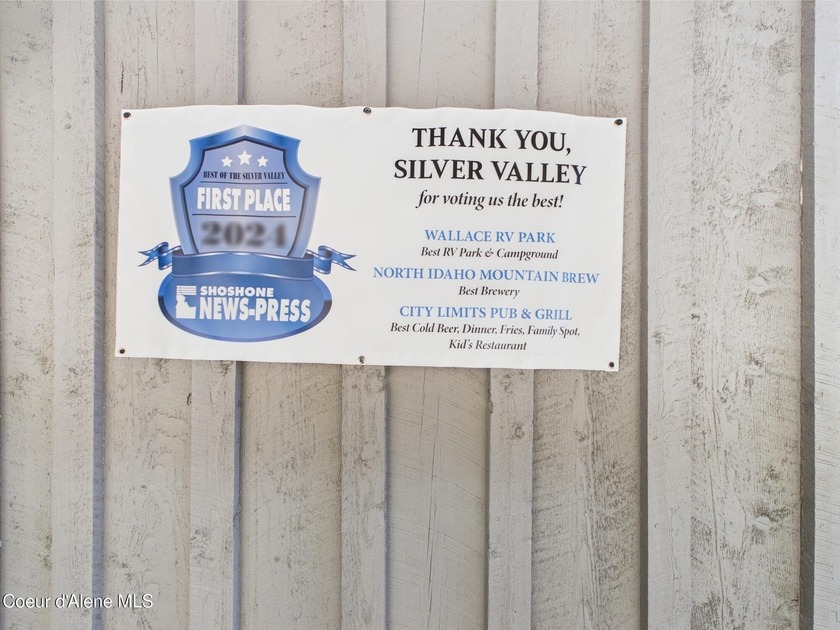 BEST OF THE SILVER VALLEY
FIRST PLACE
2024
SHOSHONE
NEWS-PRESS
THANK YOU,
SILVER VALLEY
for voting us the best!
WALLACE RV PARK
Best RV Park & Campground
NORTH IDAHO MOUNTAIN BREW
Best Brewery
CITY LIMITS PUB & GRILL
Best Cold Beer, Dinner, Fries, Family Spot,
Kid's Restaurant
Coeur d'Alene MLS